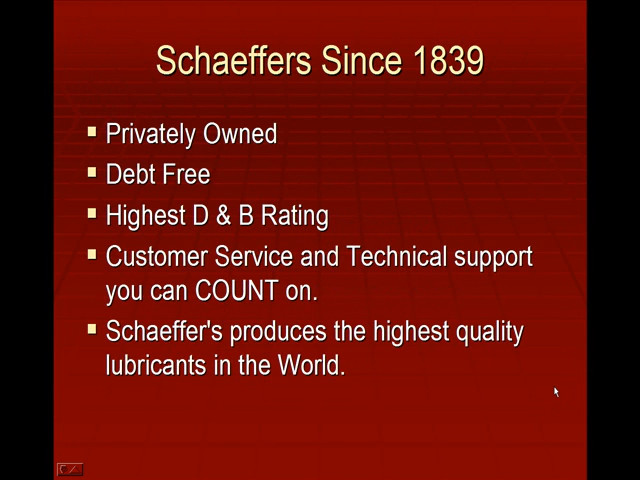 Schaeffers Since 1839
Privately Owned
Debt Free
Highest D & B Rating
Customer Service and Technical support
you can COUNT on.
Schaeffer's produces the highest quality
lubricants in the World.